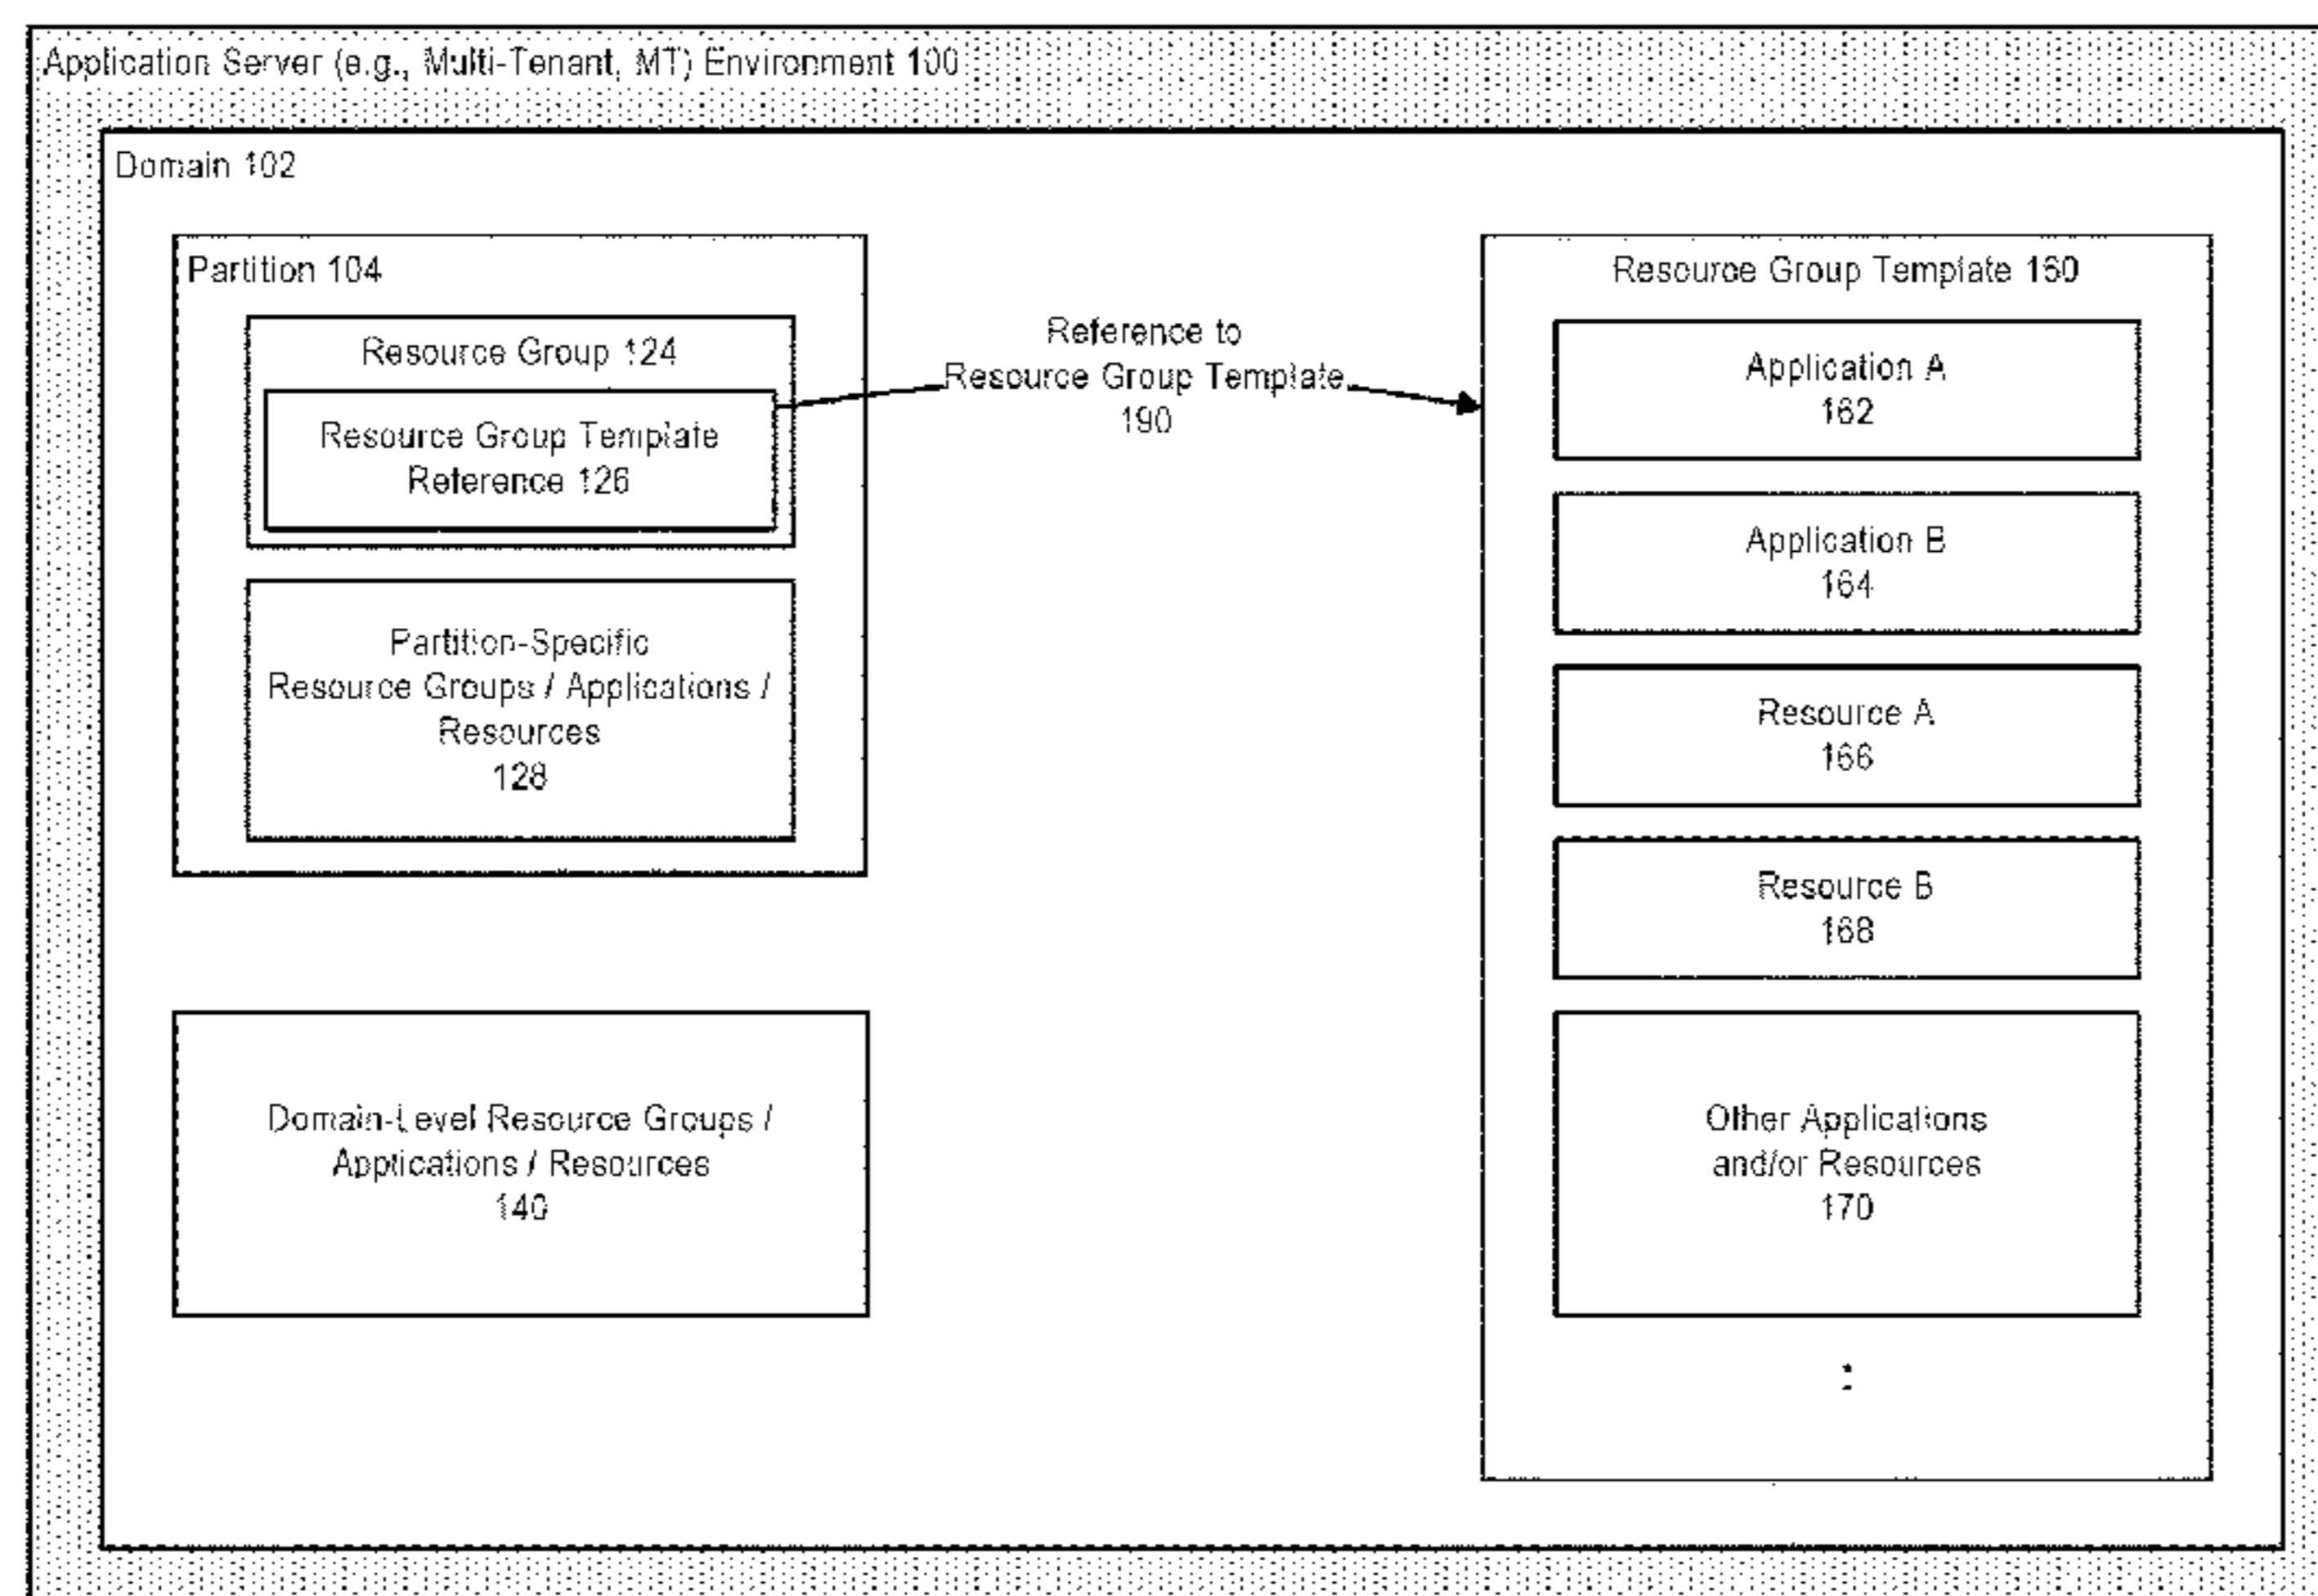 Application Server (e.g., Multi-Tenant, MT) Environment 100
Domain 102
Partition 104
Resource Group 124
Resource Group Template
Reference 126
Partition-Specific
Resource Groups / Applications /
Resources
128
Domain-Level Resource Groups /
Applications / Resources
140
Reference to
Resource Group Template
190
Resource Group Template 160
Application A
162
Application B
164
Resource A
166
Resource B
168
Other Applications
and/or Resources
170